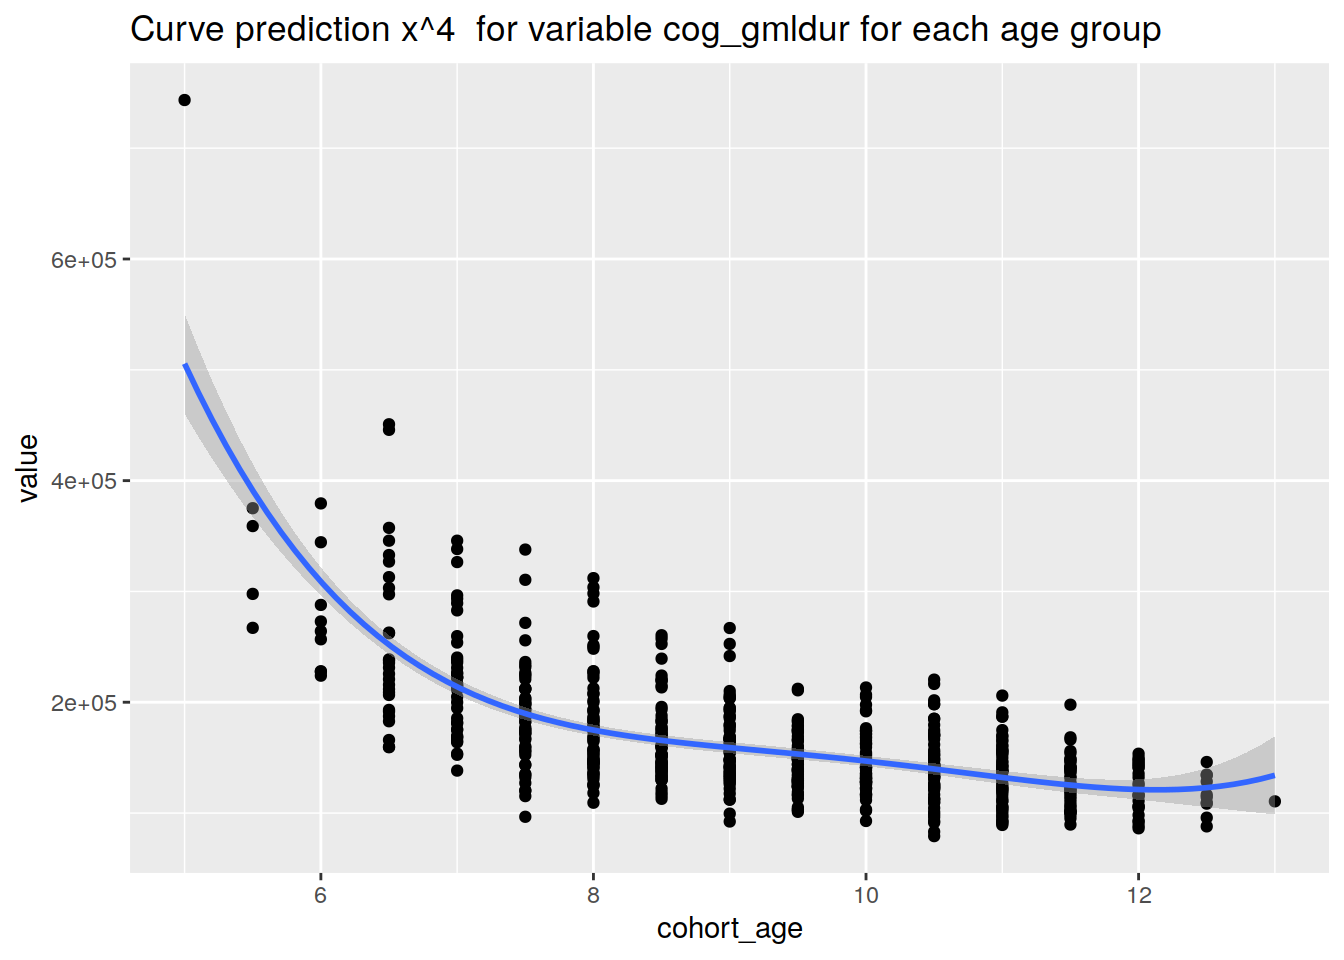 Curve prediction x^4  for variable cog_gmldur for each age group
value
6e+05
4e+05
2e+05
6
8
10
12
cohort_age